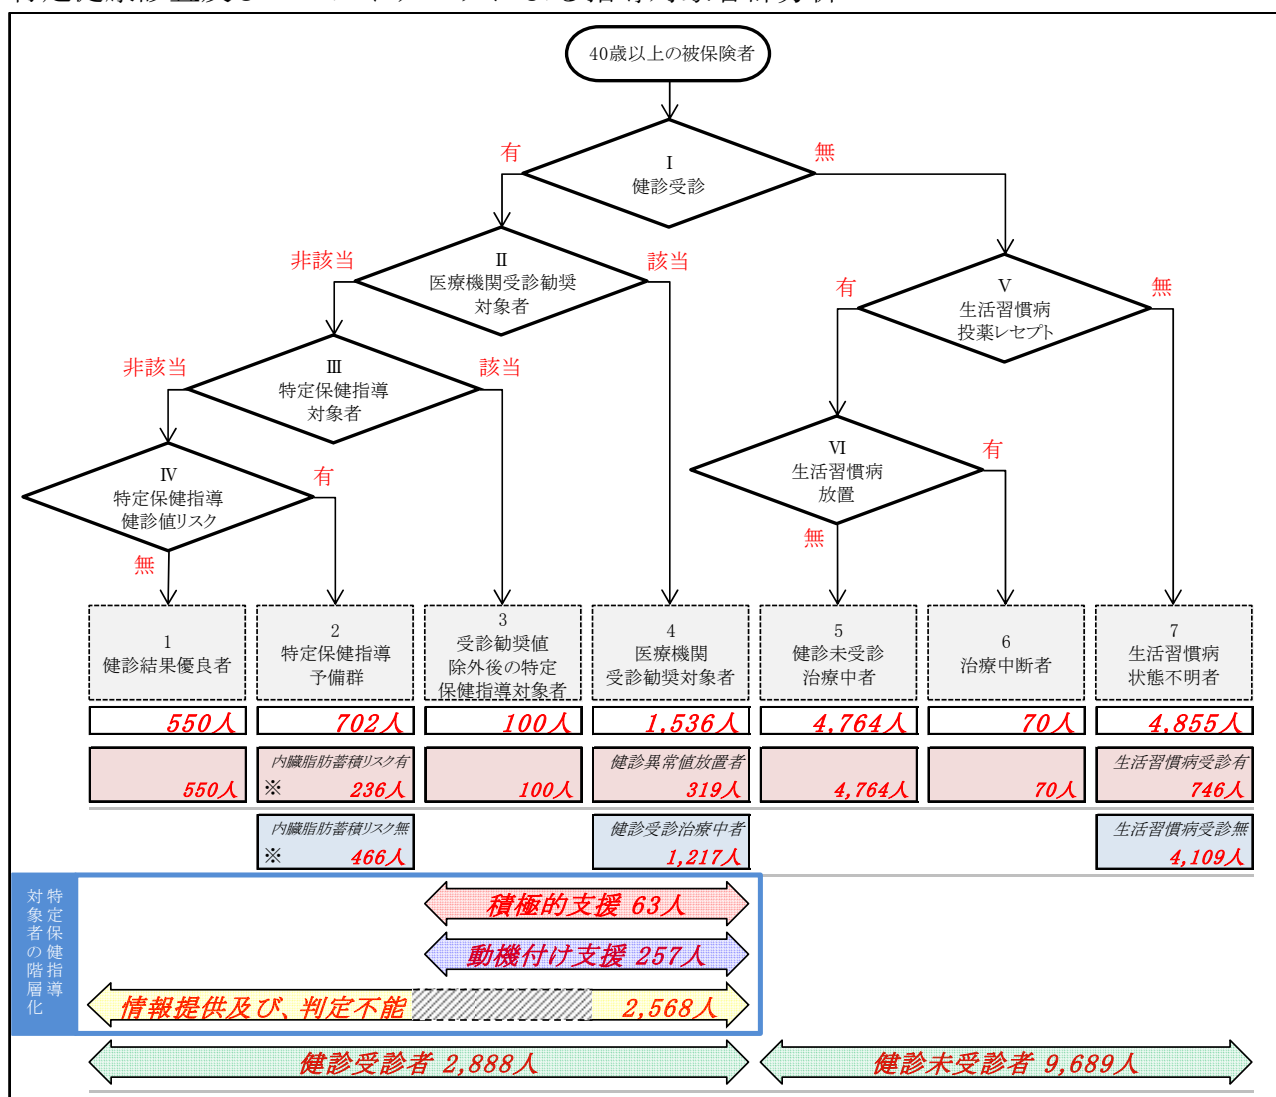 40歳以上の被保険者
Ⅰ
健診受診
有
無
Ⅱ
医療機関受診勧奨
対象者
非該当
該当
Ⅴ
生活習慣病
投薬レセプト
有
無
Ⅲ
特定保健指導
対象者
非該当
該当
Ⅵ
生活習慣病
放置
有
無
Ⅳ
特定保健指導
健診値リスク
有
無
1
健診結果優良者
2
特定保健指導
予備群
3
受診勧奨値
除外後の特定
保健指導対象者
4
医療機関
受診勧奨対象者
5
健診未受診
治療中者
6
治療中断者
7
生活習慣病
状態不明者
550人
702人
100人
1,536人
4,764人
70人
4,855人
550人
内臓脂肪蓄積リスク有
※ 236人
100人
健診異常値放置者
319人
4,764人
70人
生活習慣病受診有
746人
内臓脂肪蓄積リスク無
※ 466人
健診受診治療中者
1,217人
生活習慣病受診無
4,109人
特定保健指導
対象者の階層化
積極的支援 63人
動機付け支援 257人
情報提供及び、判定不能 2,568人
健診受診者 2,888人
健診未受診者 9,689人